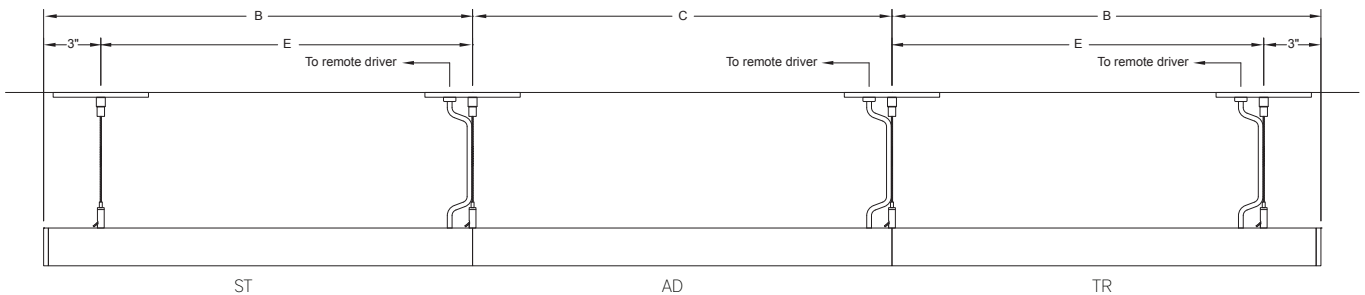 B C B
3" E E 3"
To remote driver To remote driver To remote driver
ST AD TR